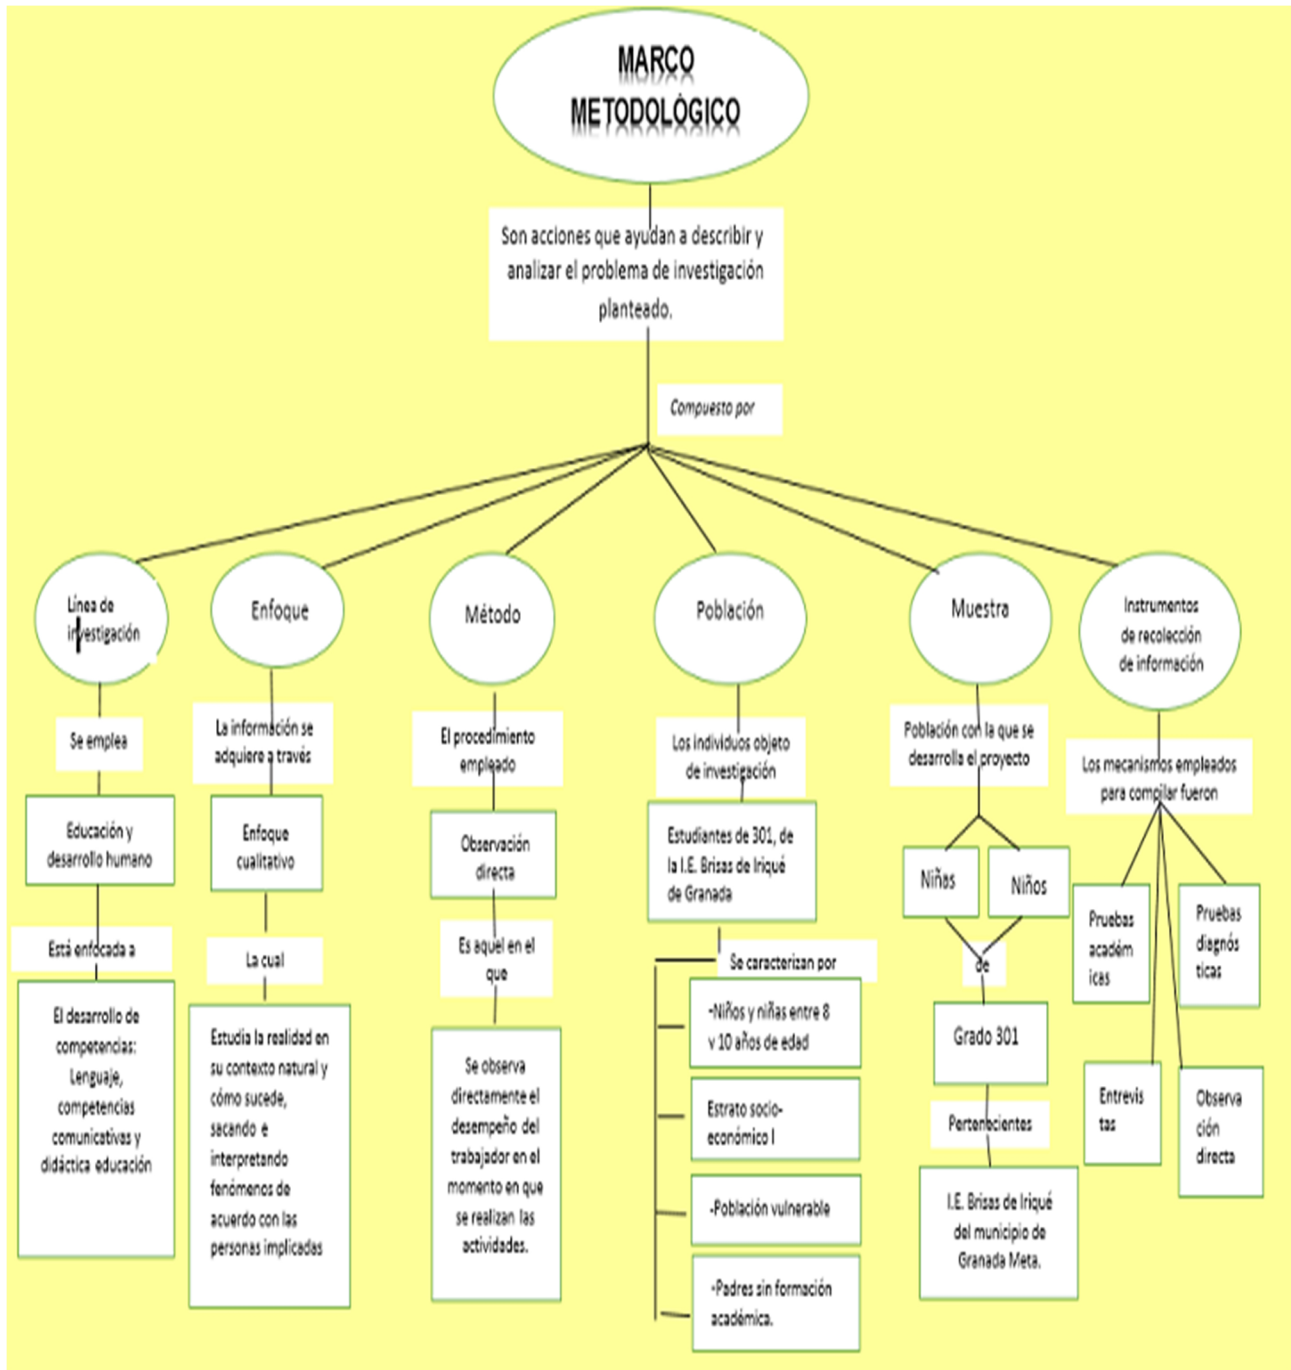 MARCO
METODOLÓGICO
Son acciones que ayudan a describir y
analizar el problema de investigación
planteado.
Compuesto por
Línea de
investigación
Se emplea
Educación y
desarrollo humano
Está enfocada a
El desarrollo de
competencias:
Lenguaje,
competencias
comunicativas y
didáctica educación
Enfoque
La información se
adquiere a través
Enfoque
cualitativo
La cual
Estudia la realidad en
su contexto natural y
cómo sucede,
sacando e
interpretando
fenómenos de
acuerdo con las
personas implicadas
Método
El procedimiento
empleado
Observación
directa
Es aquel en el
que
Se observa
directamente el
desempeño del
trabajador en el
momento en que
se realizan las
actividades.
Población
Los individuos objeto
de investigación
Estudiantes de 301, de
la I.E. Brisas de Iriqué
de Granada
Se caracterizan por
-Niños y niñas entre 8
y 10 años de edad
Estrato socio-
económico I
-Población vulnerable
-Padres sin formación
académica.
Muestra
Población con la que se
desarrolla el proyecto
Niñas
Niños
de
Grado 301
Pertenecientes
I.E. Brisas de Iriqué
del municipio de
Granada Meta.
Instrumentos
de recolección
de información
Los mecanismos empleados
para compilar fueron
Pruebas
académ
icas
Pruebas
diagnós
ticas
Entrevis
tas
Observa
ción
directa